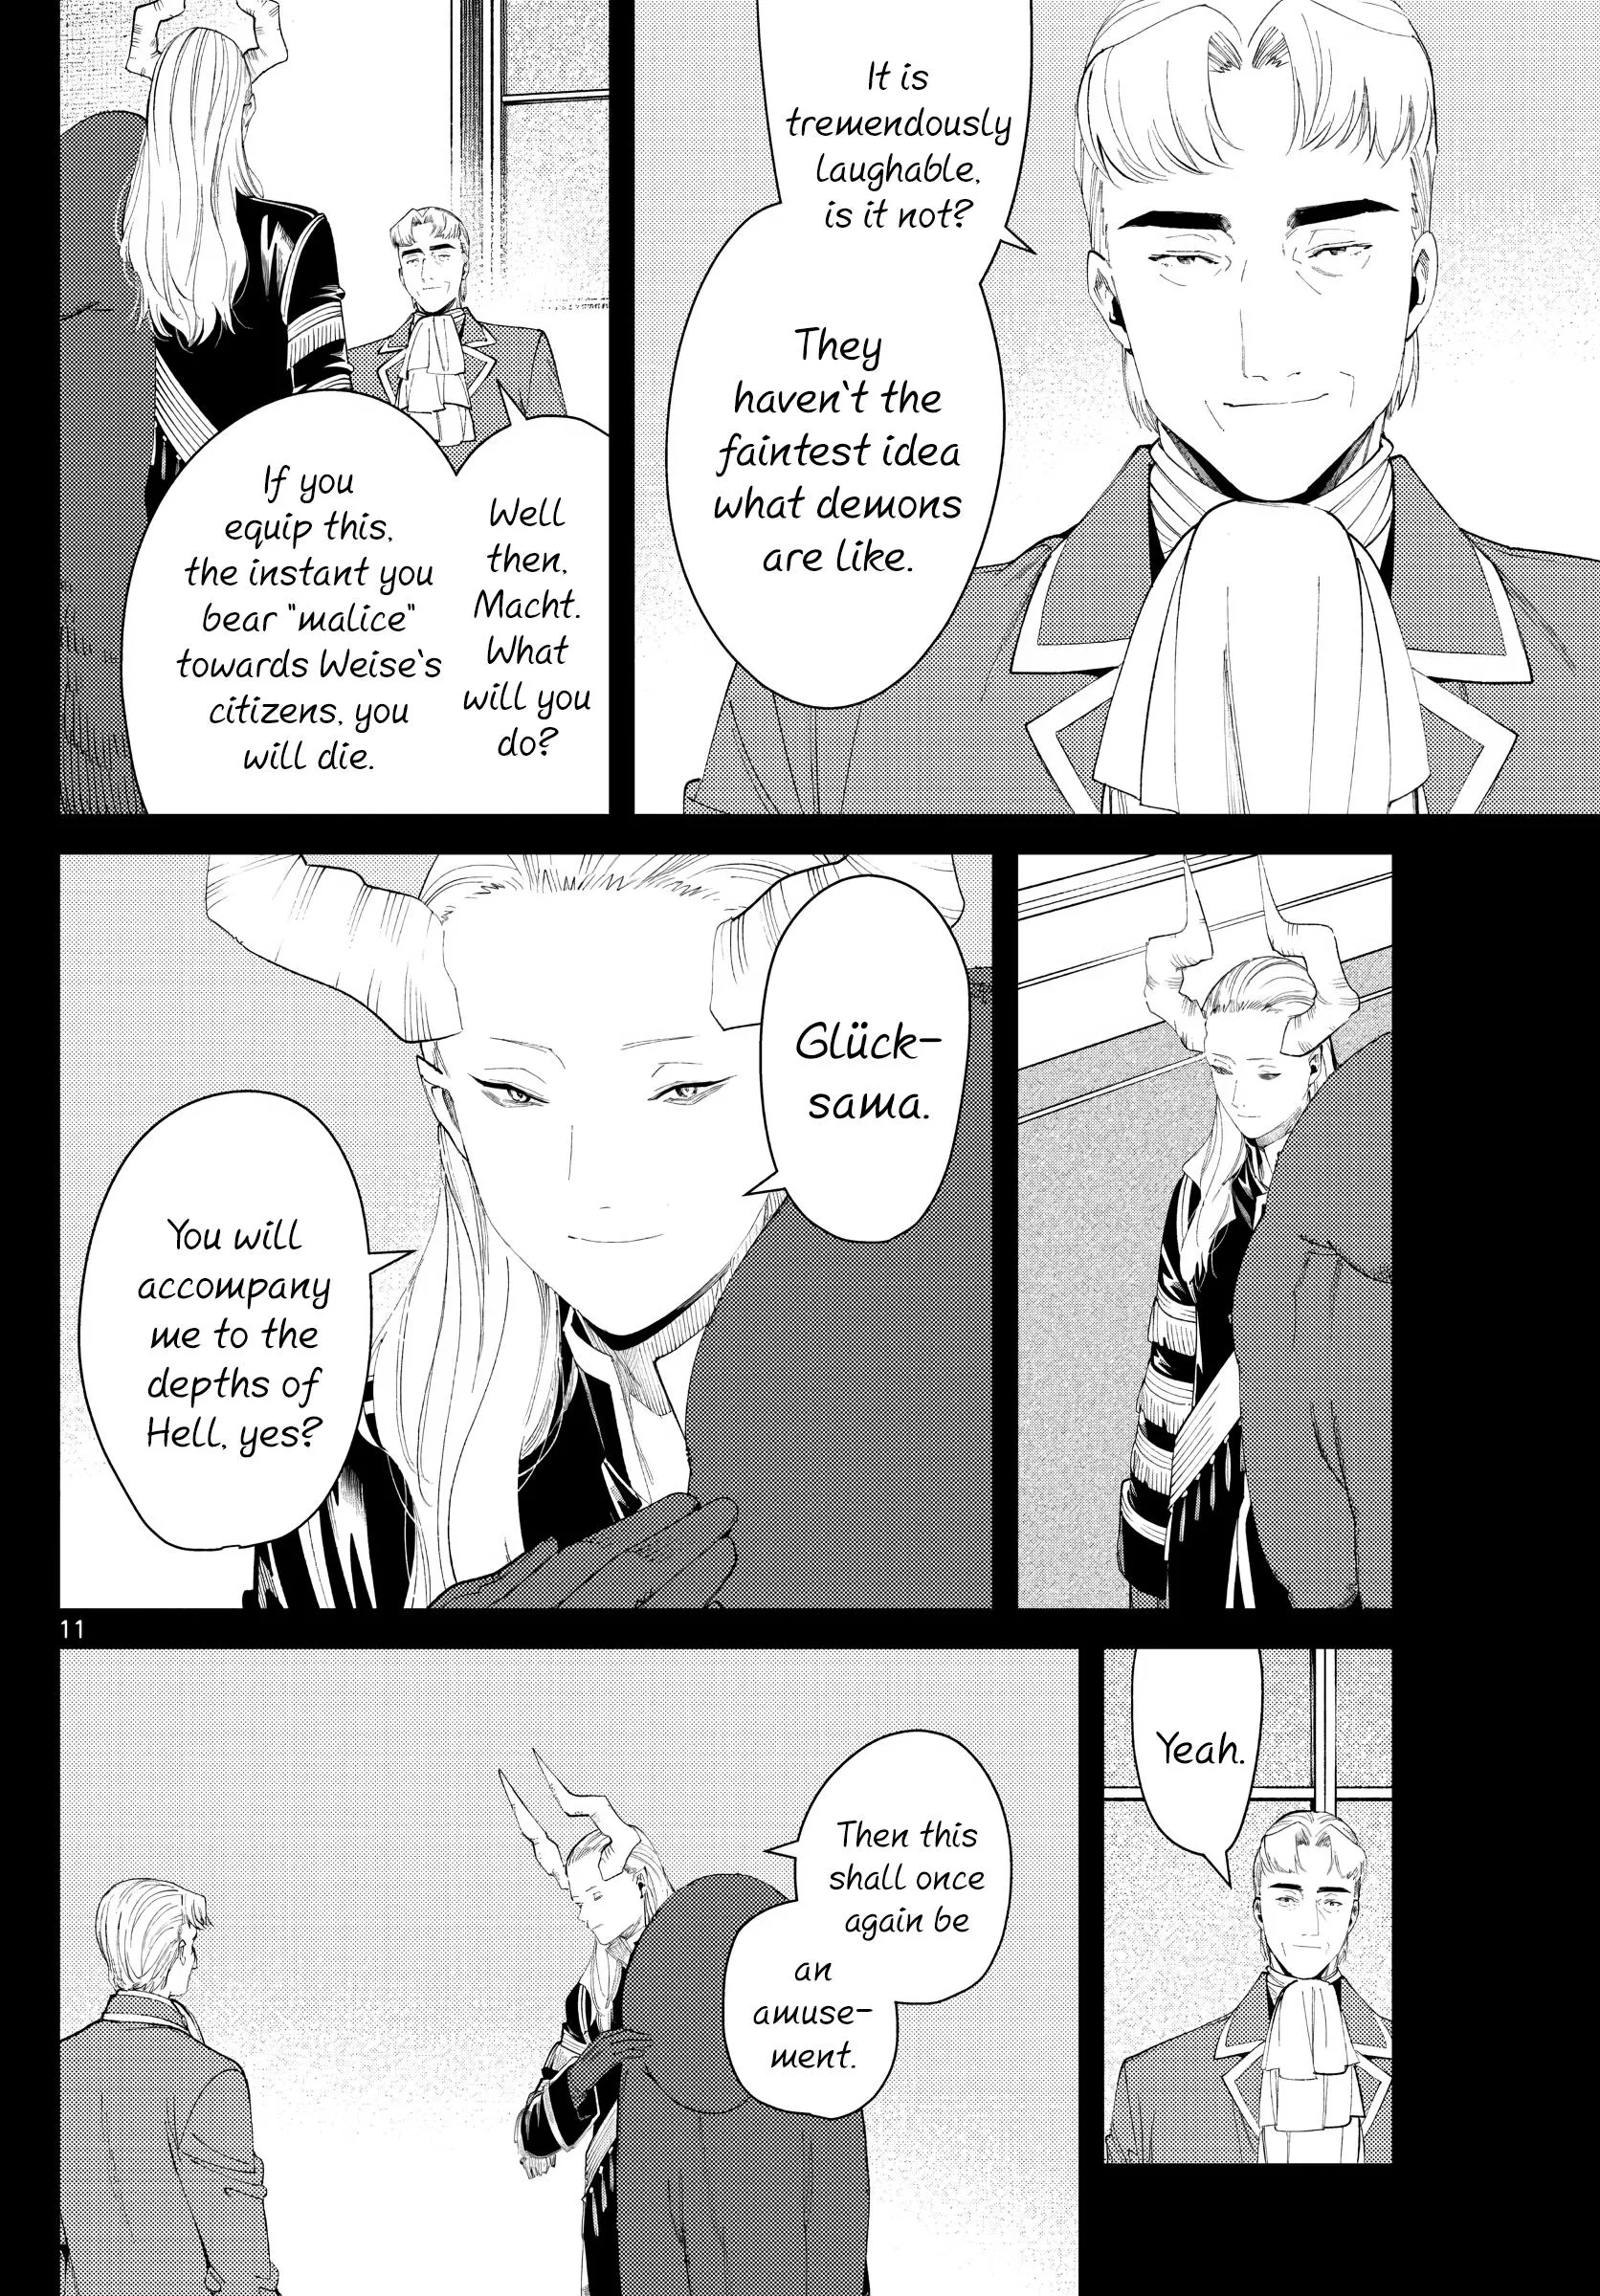 It is
tremendously
laughable,
is it not?
They
haven't the
faintest idea
what demons
are like.
Well
then,
Macht.
What
will you
do?
If you
equip this,
the instant you
bear "malice"
towards Weise's
citizens, you
will die.
Glück-
sama.
You will
accompany
me to the
depths of
Hell, yes?
11
Yeah.
Then this
shall once
again be
an
amuse-
ment.